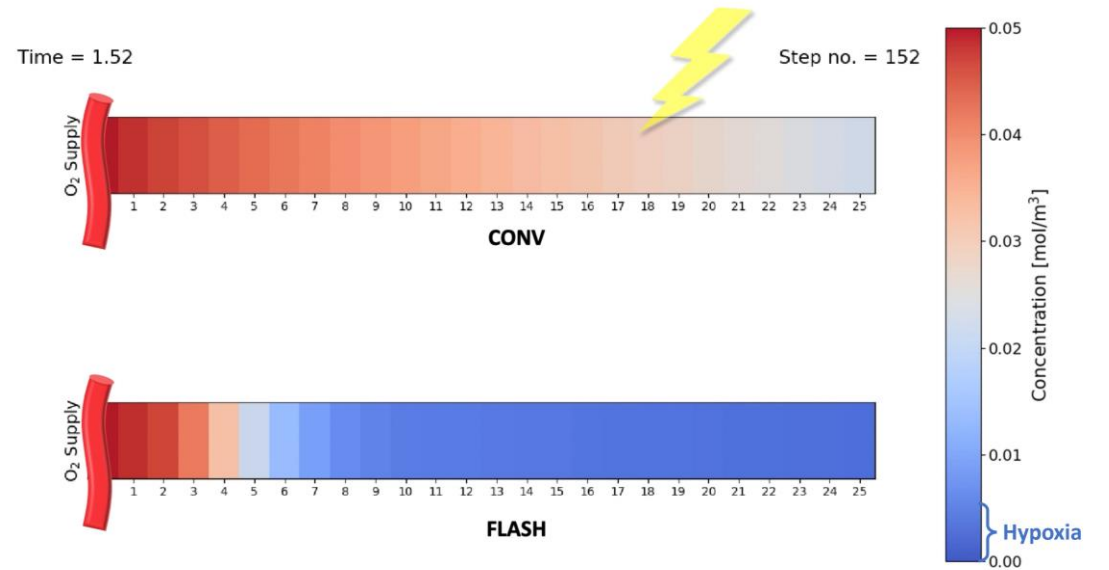 Time = 1.52
Step no. = 152
O₂ Supply
1 2 3 4 5 6 7 8 9 10 11 12 13 14 15 16 17 18 19 20 21 22 23 24 25
CONV
O₂ Supply
1 2 3 4 5 6 7 8 9 10 11 12 13 14 15 16 17 18 19 20 21 22 23 24 25
FLASH
0.05
0.04
0.03
0.02
0.01
0.00
Concentration [mol/m³]
Hypoxia